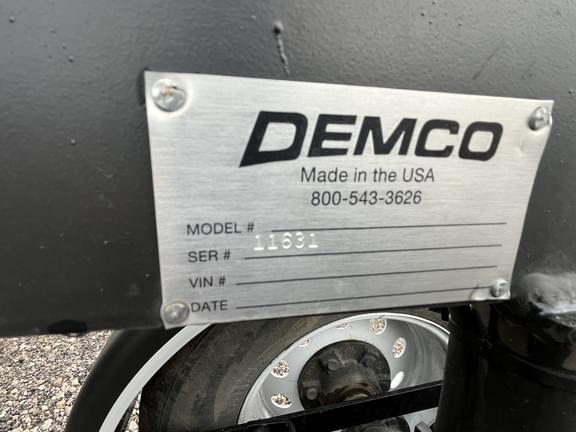 DEMCO
Made in the USA
800-543-3626
MODEL #
SER # 11631
VIN #
DATE